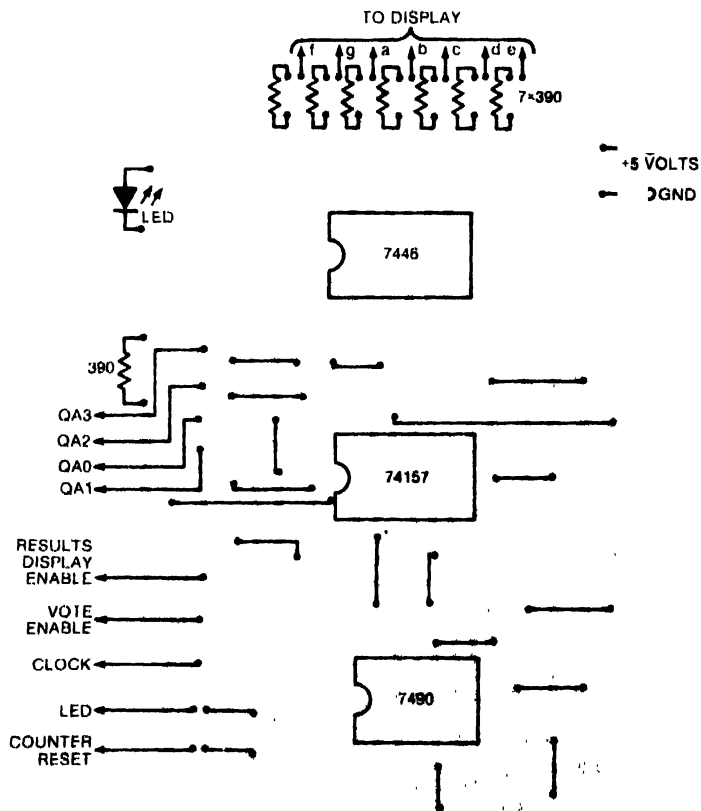 TO DISPLAY
f g a b c d e
7×390
+5 VOLTS
GND
LED
7446
390
QA3
QA2
QA0
QA1
74157
RESULTS
DISPLAY
ENABLE
VOTE
ENABLE
CLOCK
LED
7490
COUNTER
RESET